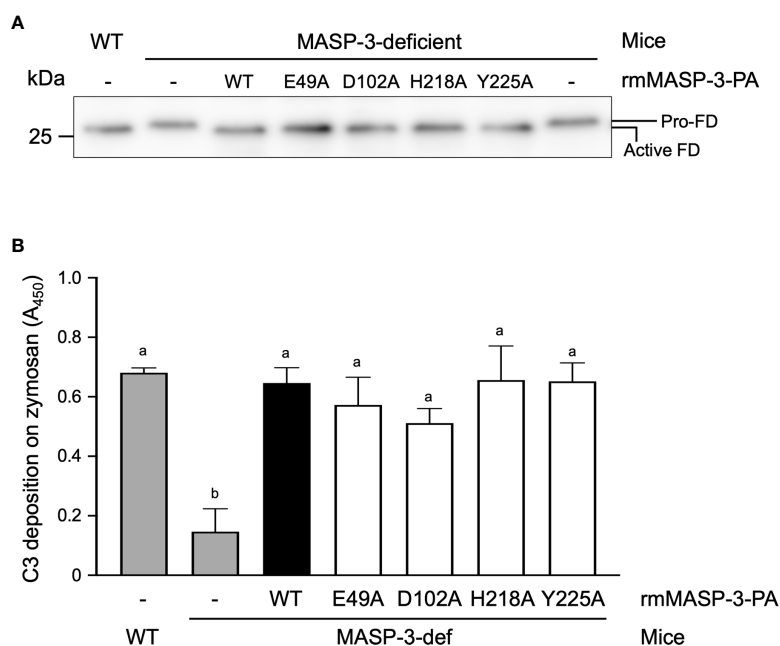 A
WT MASP-3-deficient Mice
kDa - - WT E49A D102A H218A Y225A - rmMASP-3-PA
25 Pro-FD
Active FD
B
C3 deposition on zymosan (A450)
1.0
0.8
0.6
0.4
0.2
0
a b a a a a a
- - WT E49A D102A H218A Y225A rmMASP-3-PA
WT MASP-3-def Mice